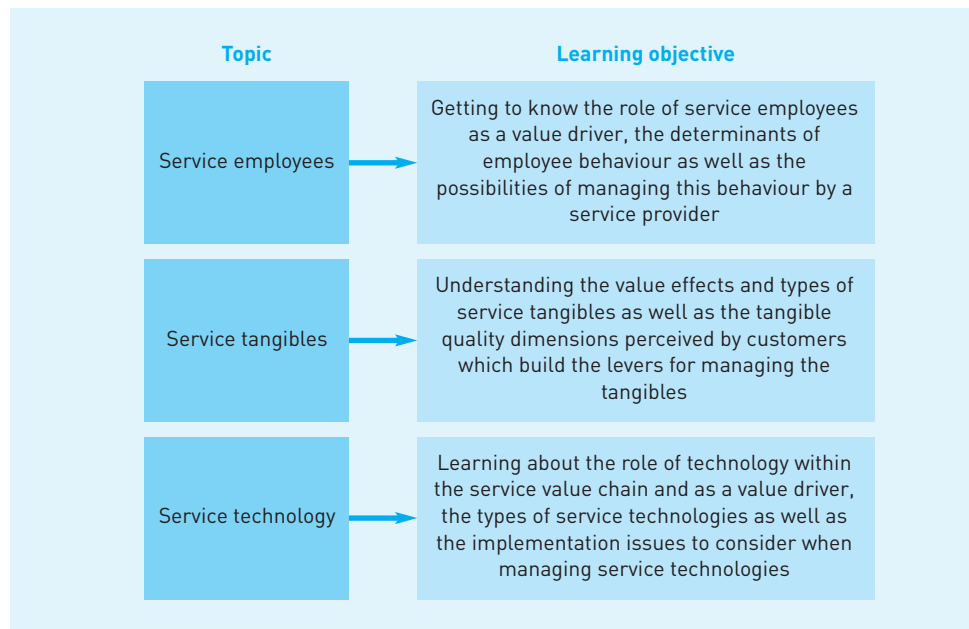 Topic
Learning objective
Service employees
Getting to know the role of service employees
as a value driver, the determinants of
employee behaviour as well as the
possibilities of managing this behaviour by a
service provider
Service tangibles
Understanding the value effects and types of
service tangibles as well as the tangible
quality dimensions perceived by customers
which build the levers for managing the
tangibles
Service technology
Learning about the role of technology within
the service value chain and as a value driver,
the types of service technologies as well as
the implementation issues to consider when
managing service technologies